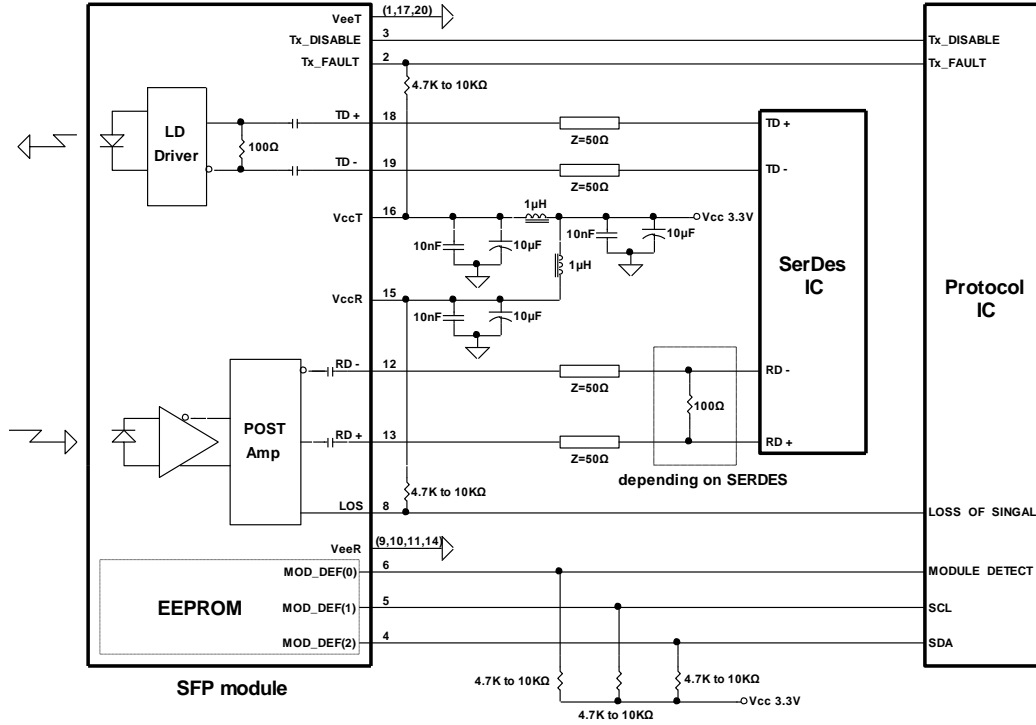 VeeT
(1,17,20)
Tx_DISABLE
3
Tx_DISABLE
Tx_FAULT
2
Tx_FAULT
4.7K to 10KΩ
LD
Driver
100Ω
TD +
18
Z=50Ω
TD +
TD -
19
Z=50Ω
TD -
VccT
16
1µH
Vcc 3.3V
10nF
10µF
10nF
10µF
1µH
SerDes
IC
Protocol
IC
VccR
15
10nF
10µF
RD -
12
Z=50Ω
RD -
100Ω
POST
Amp
RD +
13
Z=50Ω
RD +
depending on SERDES
4.7K to 10KΩ
LOS
8
LOSS OF SINGAL
VeeR
(9,10,11,14)
MOD_DEF(0)
6
MODULE DETECT
EEPROM
MOD_DEF(1)
5
SCL
MOD_DEF(2)
4
SDA
SFP module
4.7K to 10KΩ
4.7K to 10KΩ
4.7K to 10KΩ
Vcc 3.3V